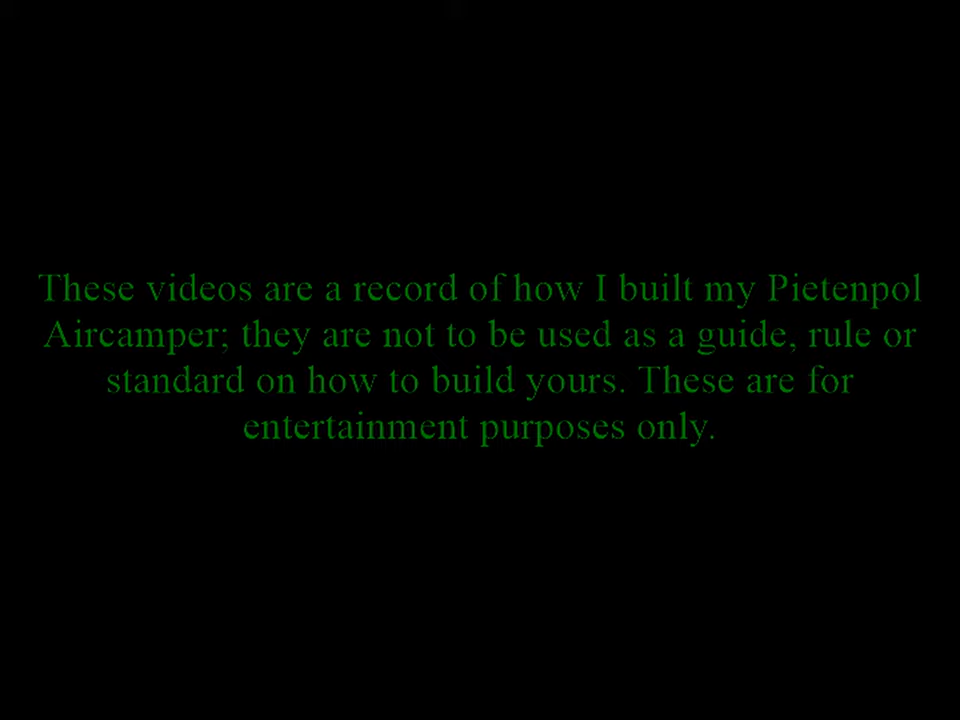 These videos are a record of how I built my Pietenpol
Aircamper; they are not to be used as a guide, rule or
standard on how to build yours. These are for
entertainment purposes only.